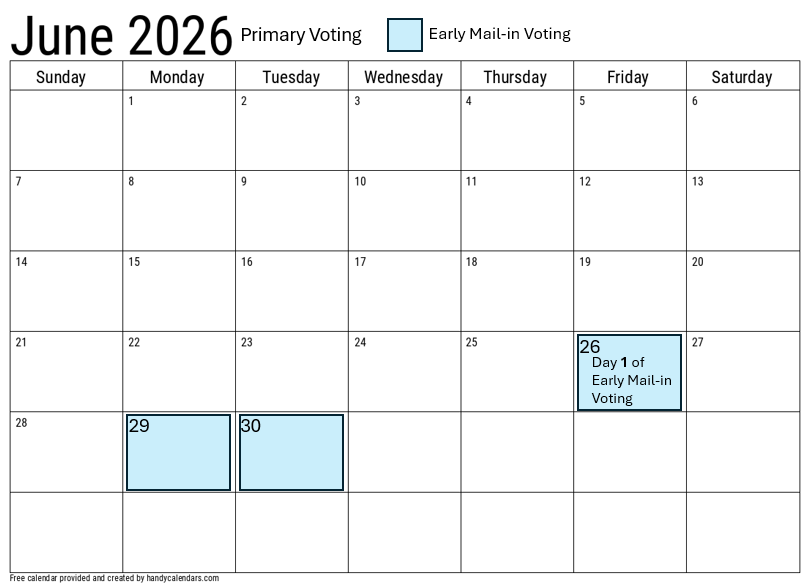 June 2026 Primary Voting Early Mail-in Voting
Sunday Monday Tuesday Wednesday Thursday Friday Saturday
1 2 3 4 5 6
7 8 9 10 11 12 13
14 15 16 17 18 19 20
21 22 23 24 25 26 27
Day 1 of
Early Mail-in
Voting
28 29 30
Free calendar provided and created by handycalendars.com